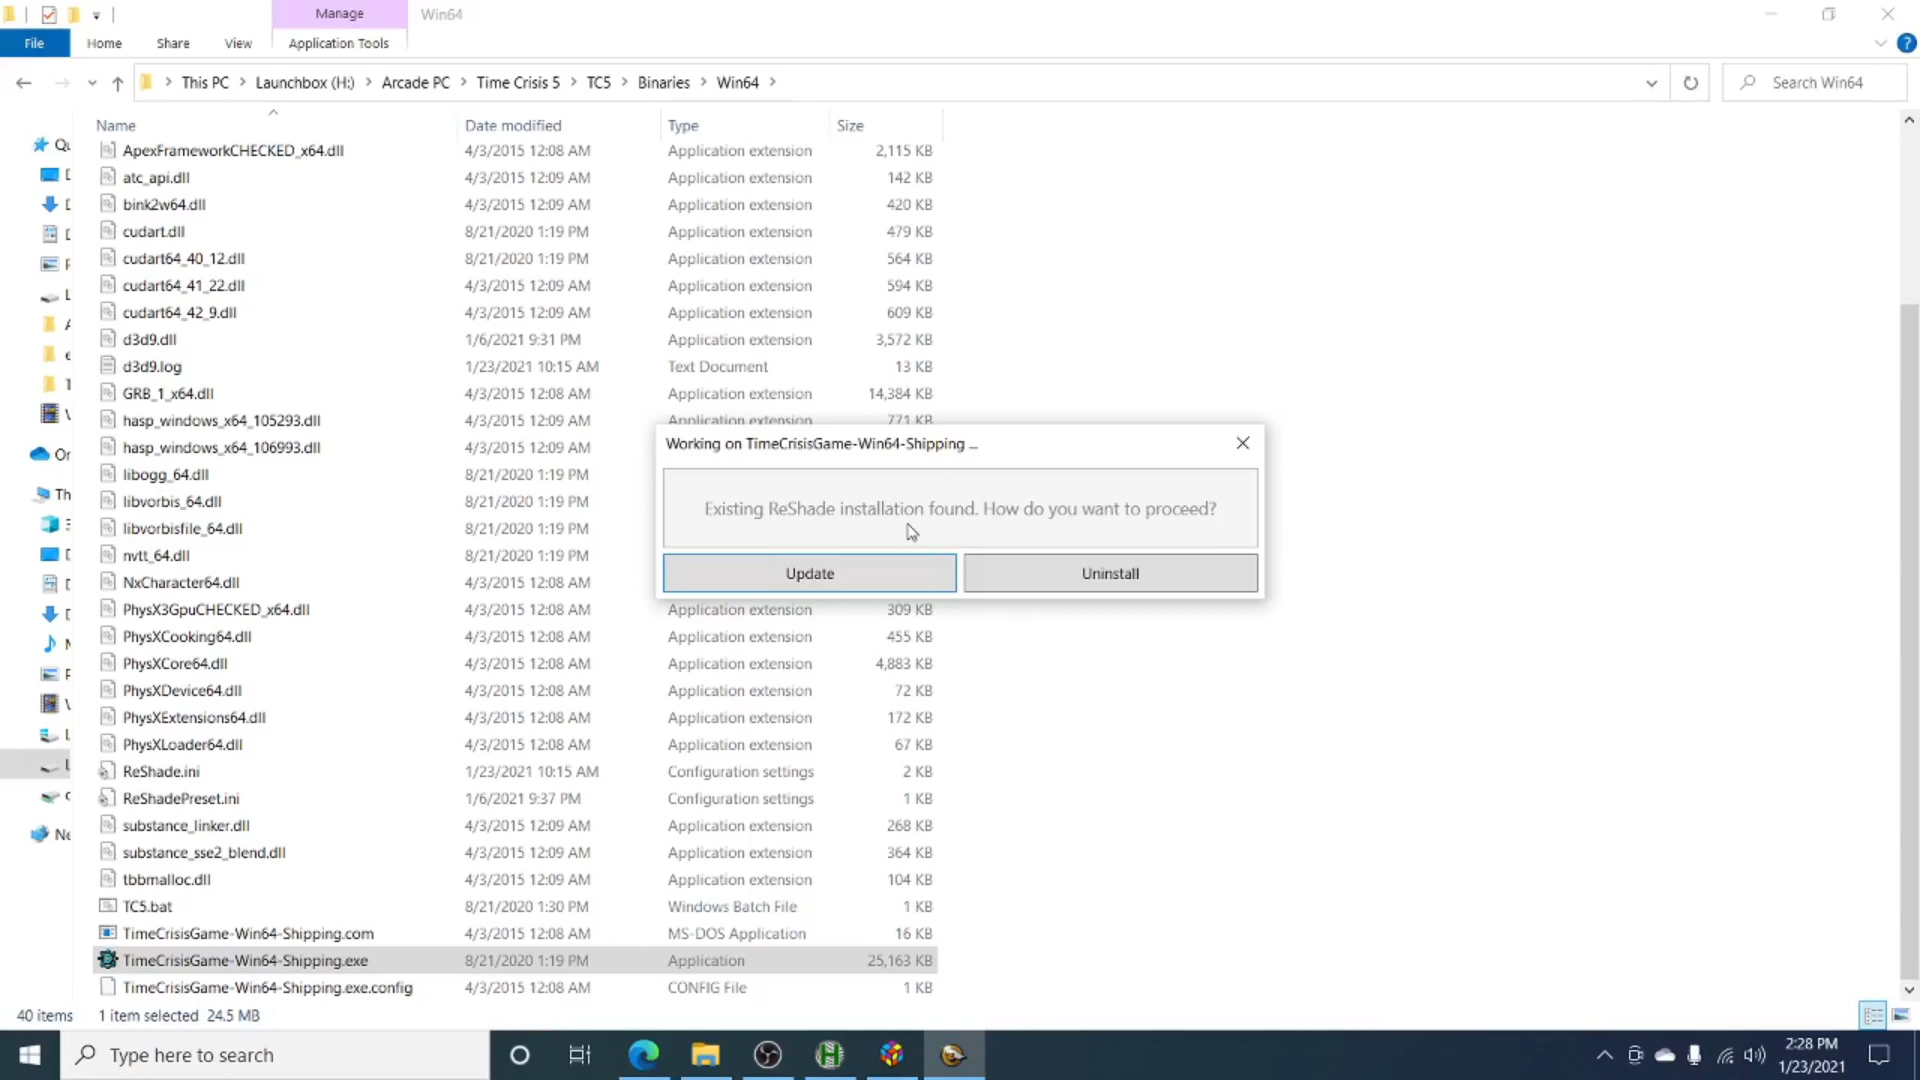 Manage
Win64
File
Home
Share
View
Application Tools
This PC
Launchbox (H:)
Arcade PC
Time Crisis 5
TC5
Binaries
Win64
Search Win64
Name
Date modified
Type
Size
ApexFrameworkCHECKED_x64.dll 4/3/2015 12:08 AM Application extension 2,115 KB
atc_api.dll 4/3/2015 12:09 AM Application extension 142 KB
bink2w64.dll 4/3/2015 12:09 AM Application extension 420 KB
cudart.dll 8/21/2020 1:19 PM Application extension 479 KB
cudart64_40_12.dll 8/21/2020 1:19 PM Application extension 564 KB
cudart64_41_22.dll 4/3/2015 12:09 AM Application extension 594 KB
cudart64_42_9.dll 4/3/2015 12:09 AM Application extension 609 KB
d3d9.dll 1/6/2021 9:31 PM Application extension 3,572 KB
d3d9.log 1/23/2021 10:15 AM Text Document 13 KB
GRB_1_x64.dll 4/3/2015 12:08 AM Application extension 14,384 KB
hasp_windows_x64_105293.dll 4/3/2015 12:09 AM Application extension 771 KB
hasp_windows_x64_106993.dll 4/3/2015 12:09 AM
libogg_64.dll 8/21/2020 1:19 PM
libvorbis_64.dll 8/21/2020 1:19 PM
libvorbisfile_64.dll 8/21/2020 1:19 PM
nvtt_64.dll 8/21/2020 1:19 PM
NxCharacter64.dll 4/3/2015 12:08 AM
PhysX3GpuCHECKED_x64.dll 4/3/2015 12:08 AM Application extension 309 KB
PhysXCooking64.dll 4/3/2015 12:08 AM Application extension 455 KB
PhysXCore64.dll 4/3/2015 12:08 AM Application extension 4,883 KB
PhysXDevice64.dll 4/3/2015 12:08 AM Application extension 72 KB
PhysXExtensions64.dll 4/3/2015 12:08 AM Application extension 172 KB
PhysXLoader64.dll 4/3/2015 12:08 AM Application extension 67 KB
ReShade.ini 1/23/2021 10:15 AM Configuration settings 2 KB
ReShadePreset.ini 1/6/2021 9:37 PM Configuration settings 1 KB
substance_linker.dll 4/3/2015 12:09 AM Application extension 268 KB
substance_sse2_blend.dll 4/3/2015 12:09 AM Application extension 364 KB
tbbmalloc.dll 4/3/2015 12:09 AM Application extension 104 KB
TC5.bat 8/21/2020 1:30 PM Windows Batch File 1 KB
TimeCrisisGame-Win64-Shipping.com 4/3/2015 12:08 AM MS-DOS Application 16 KB
TimeCrisisGame-Win64-Shipping.exe 8/21/2020 1:19 PM Application 25,163 KB
TimeCrisisGame-Win64-Shipping.exe.config 4/3/2015 12:08 AM CONFIG File 1 KB
Working on TimeCrisisGame-Win64-Shipping ...
Existing ReShade installation found. How do you want to proceed?
Update
Uninstall
40 items
1 item selected 24.5 MB
Type here to search
2:28 PM
1/23/2021